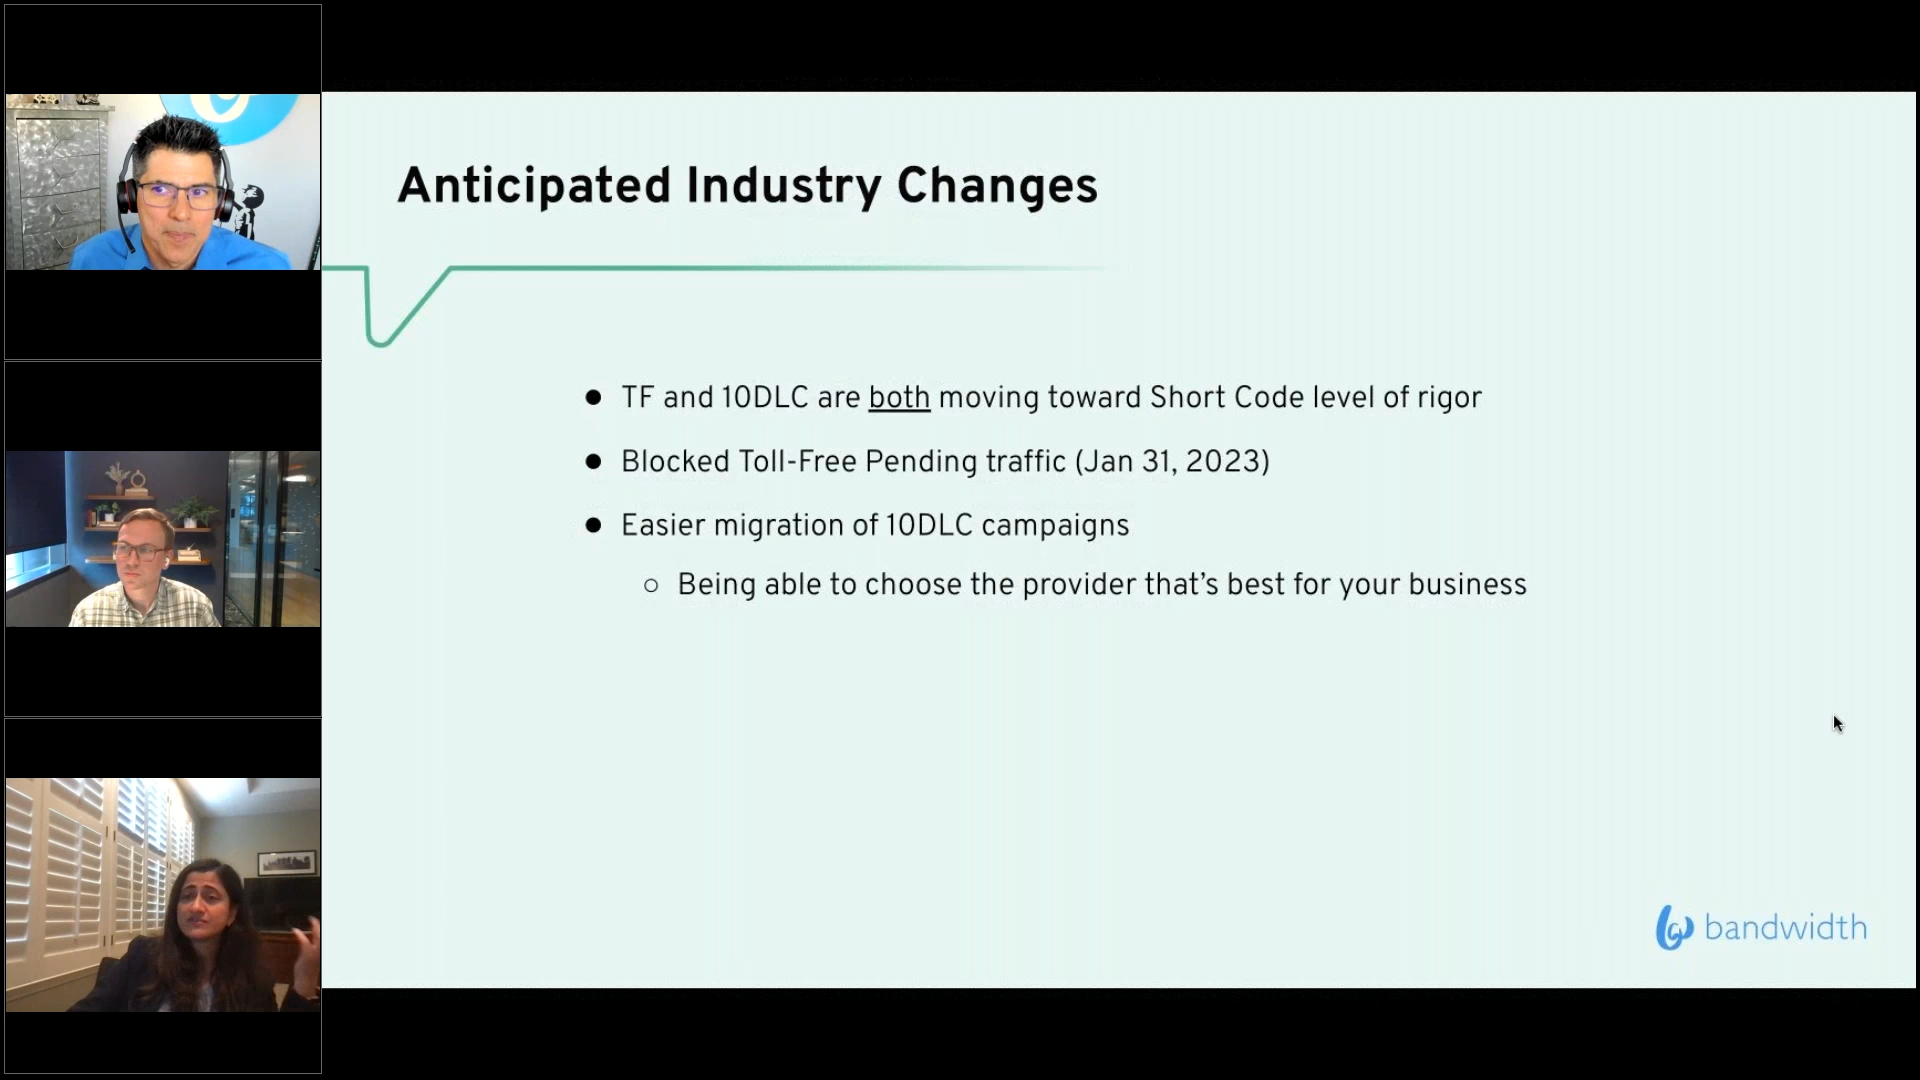 Anticipated Industry Changes
● TF and 10DLC are both moving toward Short Code level of rigor
● Blocked Toll-Free Pending traffic (Jan 31, 2023)
● Easier migration of 10DLC campaigns
○ Being able to choose the provider that's best for your business
bandwidth